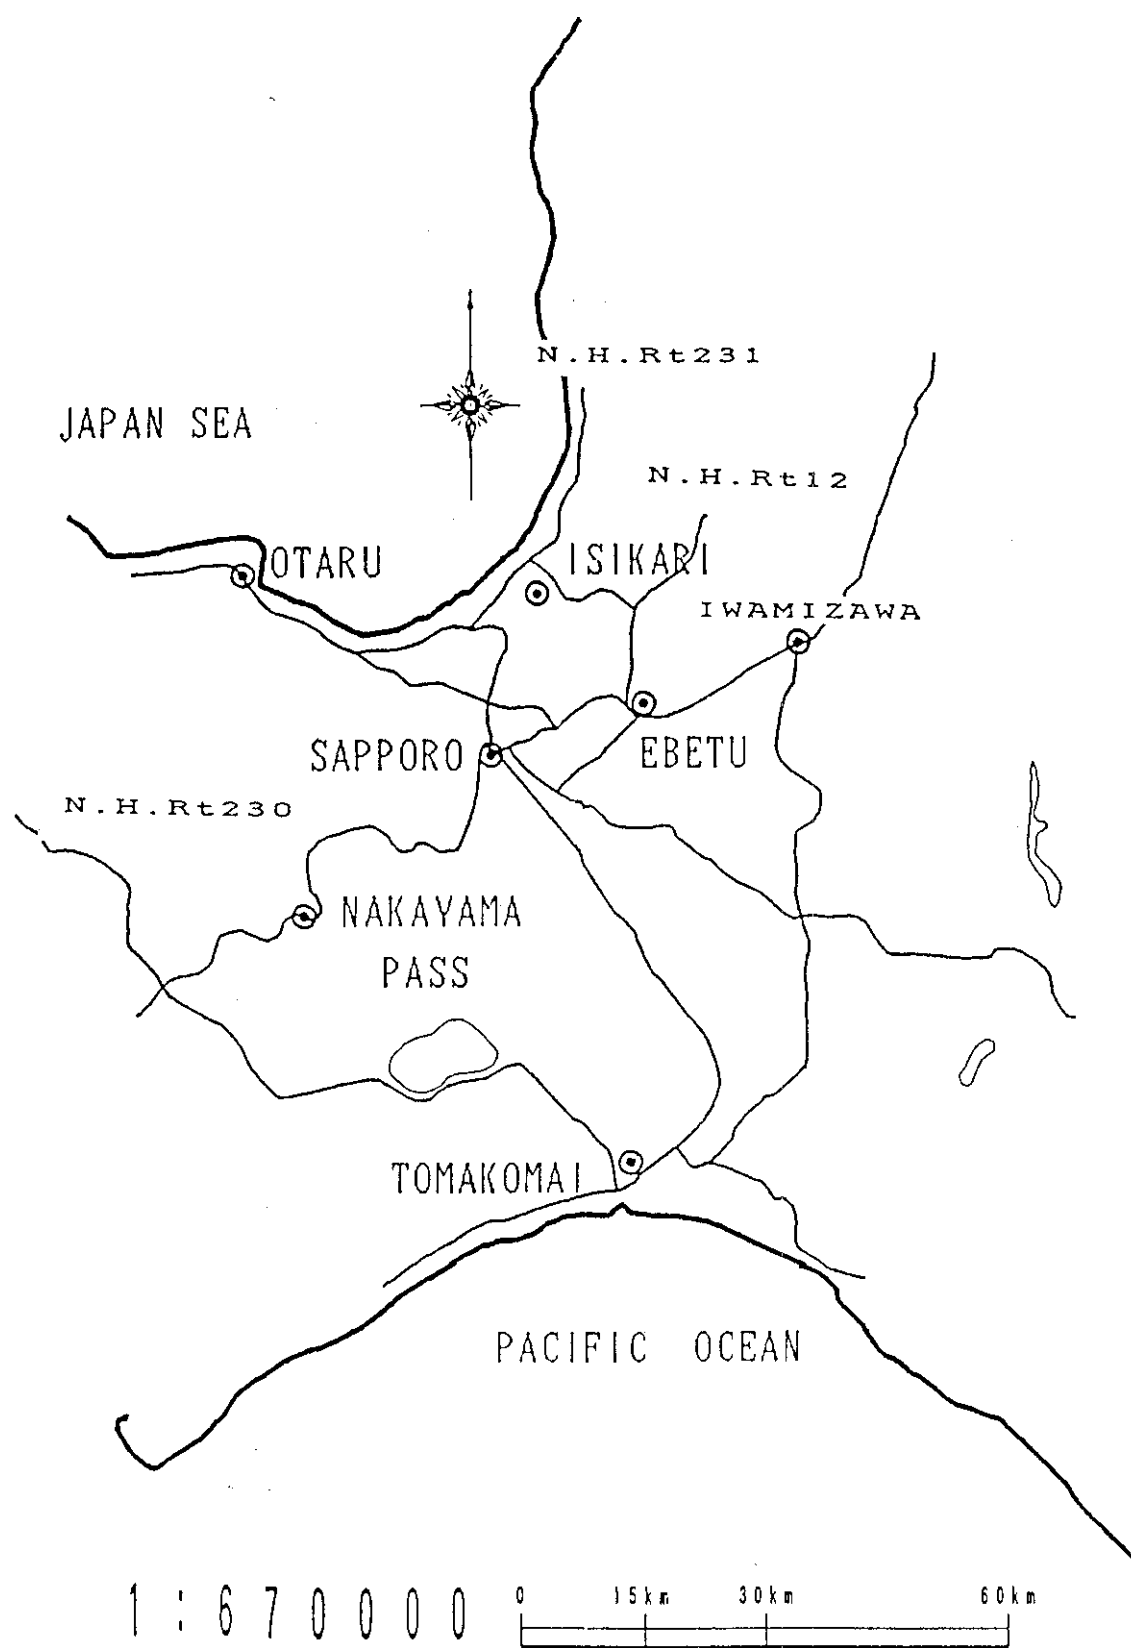 N.H.Rt231
JAPAN SEA
N.H.Rt12
OTARU
ISIKARI
IWAMIZAWA
SAPPORO
EBETU
N.H.Rt230
NAKAYAMA
PASS
TOMAKOMAI
PACIFIC OCEAN
1:670000
0 15km 30km 60km